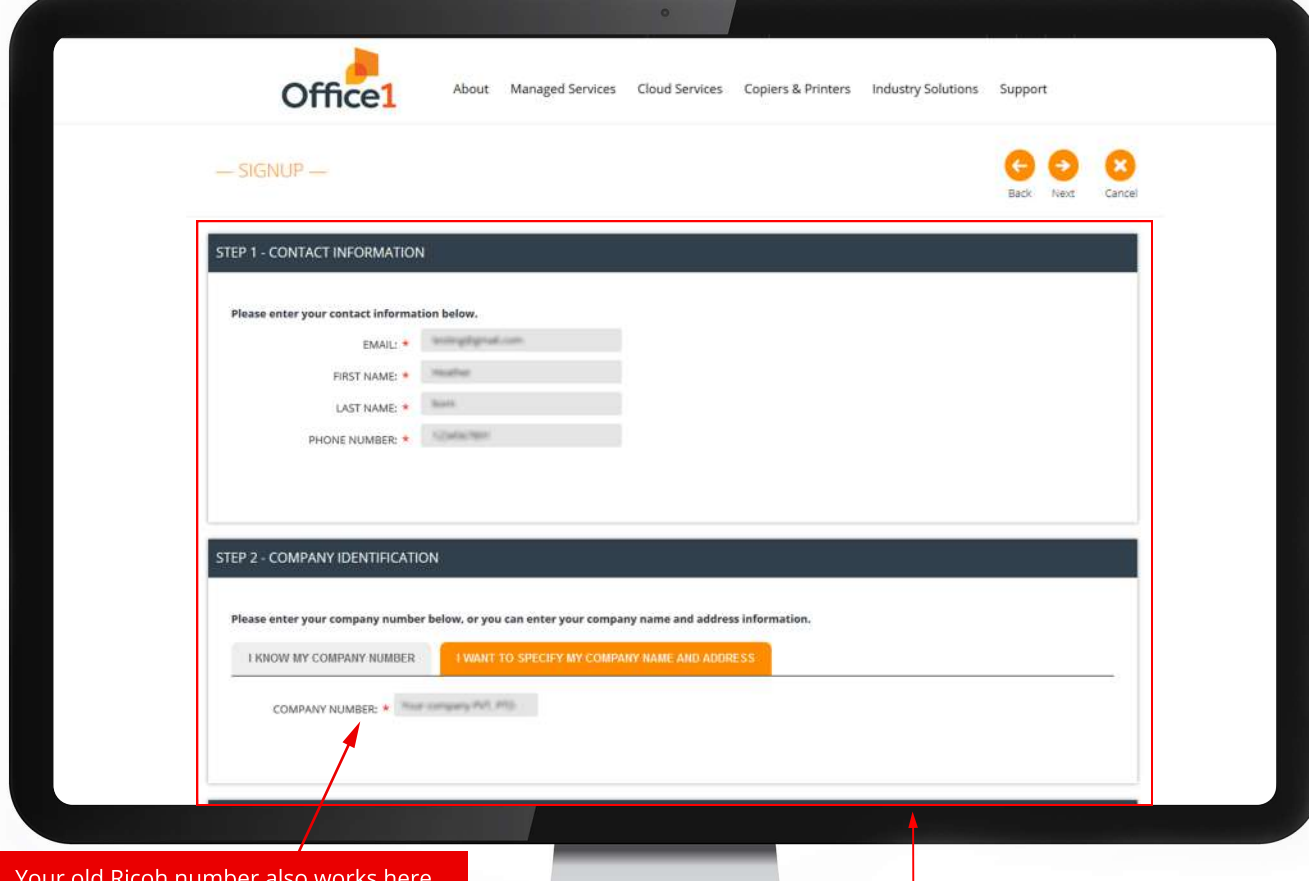 Office1
About Managed Services Cloud Services Copiers & Printers Industry Solutions Support
— SIGNUP —
Back Next Cancel
STEP 1 - CONTACT INFORMATION
Please enter your contact information below.
EMAIL: *
FIRST NAME: *
LAST NAME: *
PHONE NUMBER: *
STEP 2 - COMPANY IDENTIFICATION
Please enter your company number below, or you can enter your company name and address information.
I KNOW MY COMPANY NUMBER I WANT TO SPECIFY MY COMPANY NAME AND ADDRESS
COMPANY NUMBER: *
Your old Ricoh number also works here